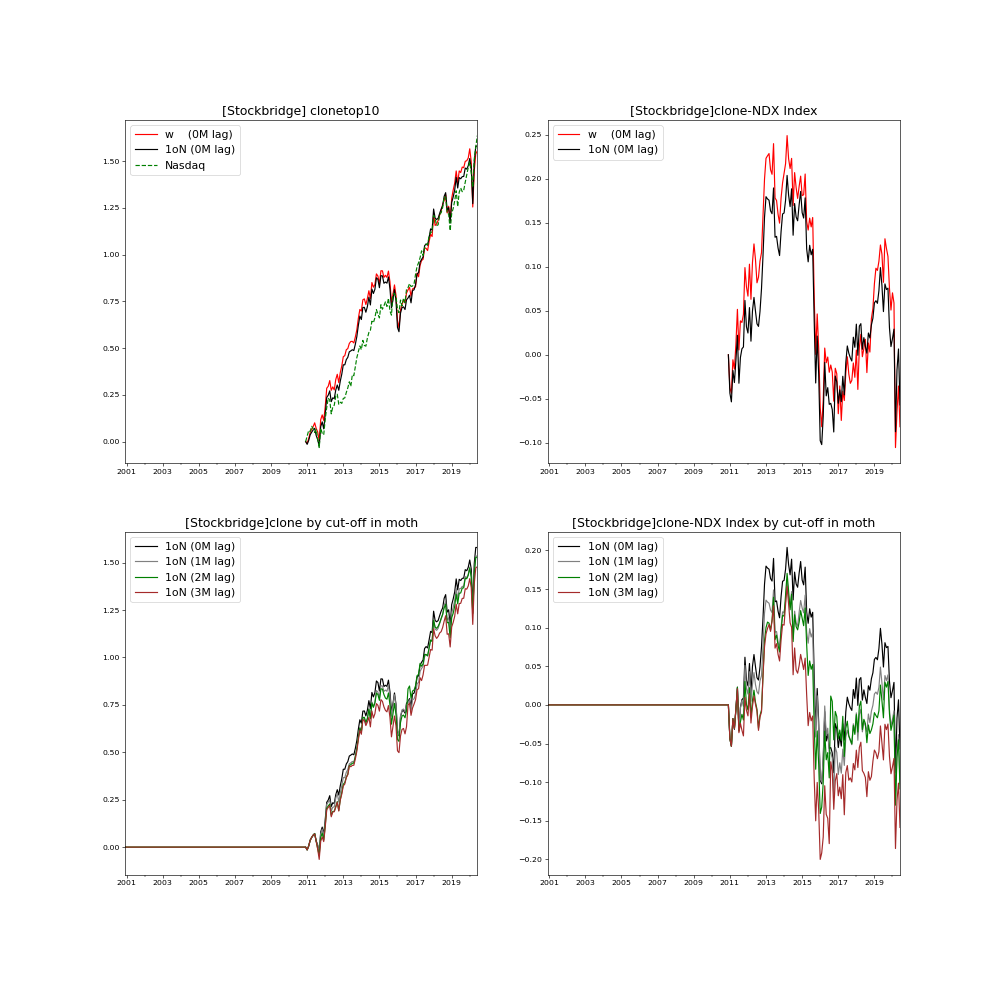 [Stockbridge] clonetop10
w (0M lag)
1oN (0M lag)
Nasdaq
1.50
1.25
1.00
0.75
0.50
0.25
0.00
2001 2003 2005 2007 2009 2011 2013 2015 2017 2019
[Stockbridge]clone-NDX Index
w (0M lag)
1oN (0M lag)
0.25
0.20
0.15
0.10
0.05
0.00
−0.05
−0.10
2001 2003 2005 2007 2009 2011 2013 2015 2017 2019
[Stockbridge]clone by cut-off in moth
1oN (0M lag)
1oN (1M lag)
1oN (2M lag)
1oN (3M lag)
1.50
1.25
1.00
0.75
0.50
0.25
0.00
2001 2003 2005 2007 2009 2011 2013 2015 2017 2019
[Stockbridge]clone-NDX Index by cut-off in moth
1oN (0M lag)
1oN (1M lag)
1oN (2M lag)
1oN (3M lag)
0.20
0.15
0.10
0.05
0.00
−0.05
−0.10
−0.15
−0.20
2001 2003 2005 2007 2009 2011 2013 2015 2017 2019